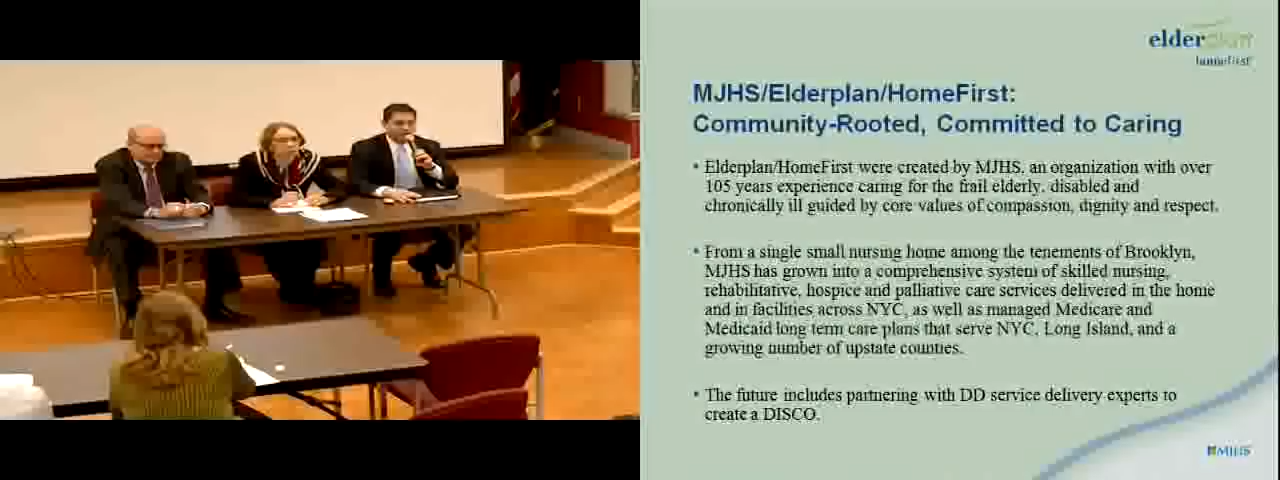 elderplan
homefirst
MJHS/Elderplan/HomeFirst:
Community-Rooted, Committed to Caring
• Elderplan/HomeFirst were created by MJHS, an organization with over
105 years experience caring for the frail elderly, disabled and
chronically ill guided by core values of compassion, dignity and respect.
• From a single small nursing home among the tenements of Brooklyn,
MJHS has grown into a comprehensive system of skilled nursing,
rehabilitative, hospice and palliative care services delivered in the home
and in facilities across NYC, as well as managed Medicare and
Medicaid long term care plans that serve NYC, Long Island, and a
growing number of upstate counties.
• The future includes partnering with DD service delivery experts to
create a DISCO.
MJHS